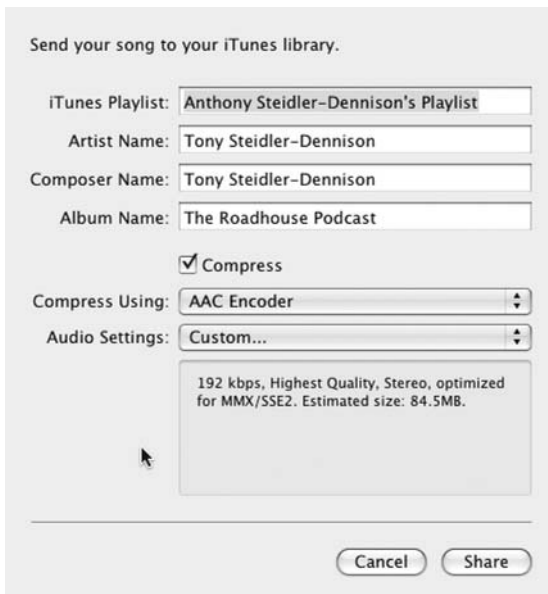 Send your song to your iTunes library.
iTunes Playlist: Anthony Steidler-Dennison's Playlist
Artist Name: Tony Steidler-Dennison
Composer Name: Tony Steidler-Dennison
Album Name: The Roadhouse Podcast
Compress
Compress Using: AAC Encoder
Audio Settings: Custom...
192 kbps, Highest Quality, Stereo, optimized
for MMX/SSE2. Estimated size: 84.5MB.
Cancel Share